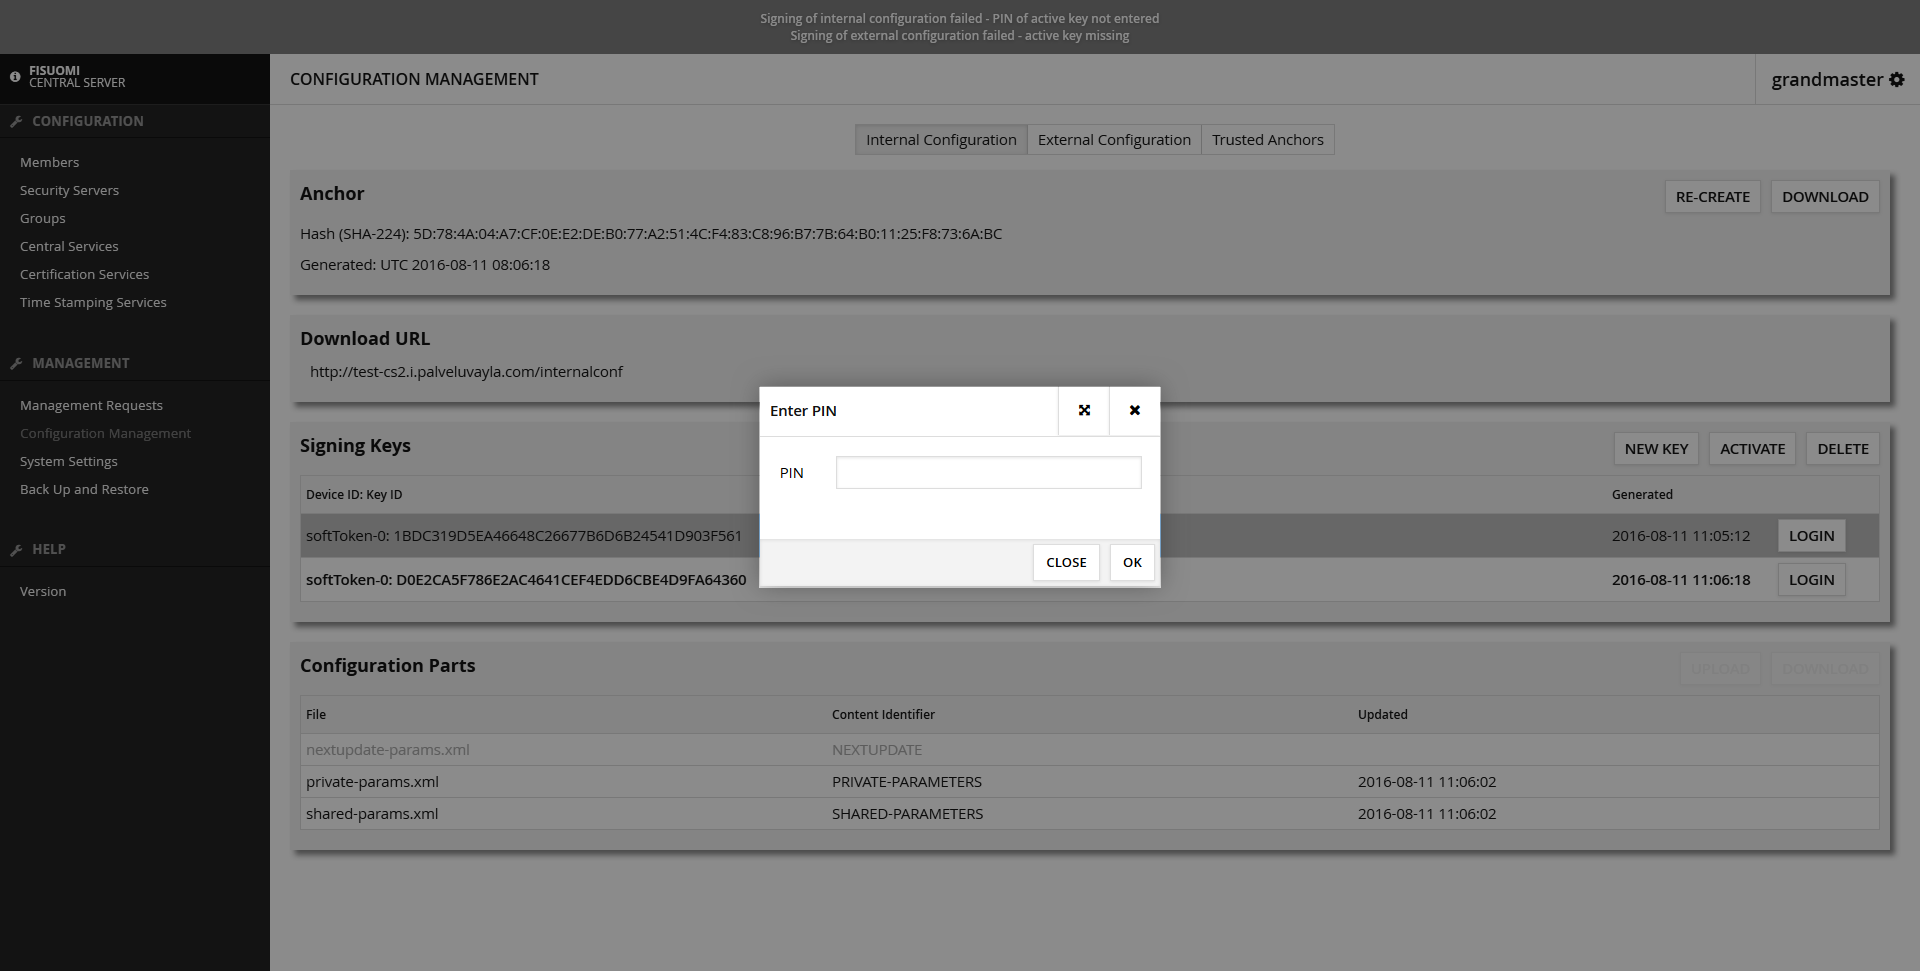 Signing of internal configuration failed - PIN of active key not entered
Signing of external configuration failed - active key missing
FISUOMI
CENTRAL SERVER
CONFIGURATION MANAGEMENT
grandmaster
CONFIGURATION
Members
Security Servers
Groups
Central Services
Certification Services
Time Stamping Services
MANAGEMENT
Management Requests
Configuration Management
System Settings
Back Up and Restore
HELP
Version
Internal Configuration External Configuration Trusted Anchors
Anchor
RE-CREATE DOWNLOAD
Hash (SHA-224): 5D:78:4A:04:A7:CF:0E:E2:DE:B0:77:A2:51:4C:F4:83:C8:96:B7:7B:64:B0:11:25:F8:73:6A:BC
Generated: UTC 2016-08-11 08:06:18
Download URL
http://test-cs2.i.palveluvayla.com/internalconf
Signing Keys
NEW KEY ACTIVATE DELETE
Device ID: Key ID Generated
softToken-0: 1BDC319D5EA46648C26677B6D6B24541D903F561 2016-08-11 11:05:12 LOGIN
softToken-0: D0E2CA5F786E2AC4641CEF4EDD6CBE4D9FA64360 2016-08-11 11:06:18 LOGIN
Enter PIN
PIN
CLOSE OK
Configuration Parts
UPLOAD DOWNLOAD
File Content Identifier Updated
nextupdate-params.xml NEXTUPDATE
private-params.xml PRIVATE-PARAMETERS 2016-08-11 11:06:02
shared-params.xml SHARED-PARAMETERS 2016-08-11 11:06:02